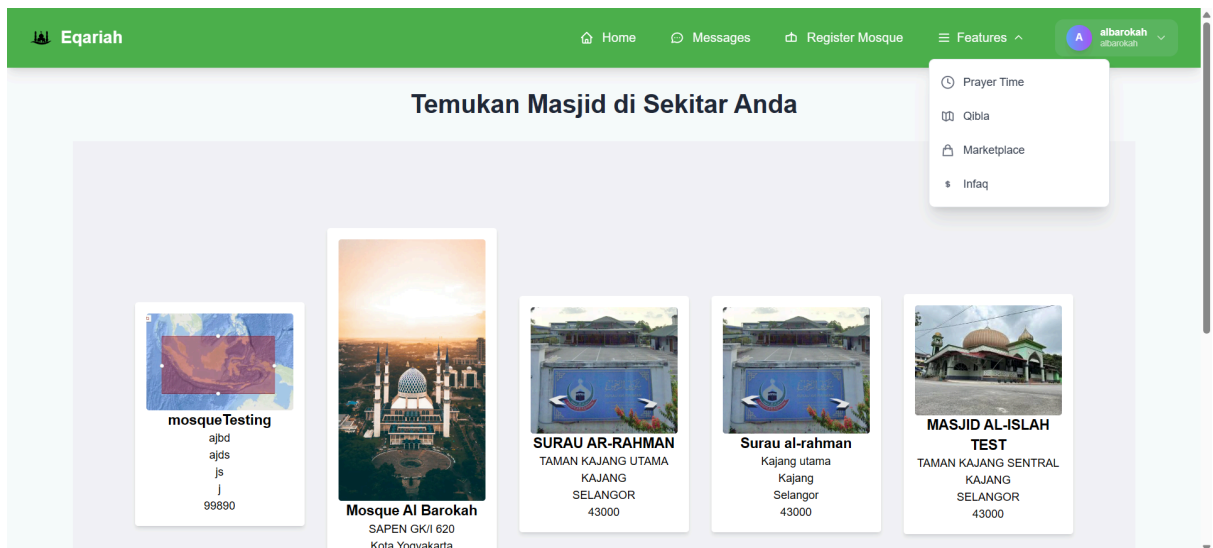 Eqariah
Home
Messages
Register Mosque
Features
A
albarokah
albarokah
Prayer Time
Qibla
Marketplace
$ Infaq
Temukan Masjid di Sekitar Anda
mosqueTesting
ajbd
ajds
js
j
99890
Mosque Al Barokah
SAPEN GK/I 620
Kota Yogyakarta
SURAU AR-RAHMAN
TAMAN KAJANG UTAMA
KAJANG
SELANGOR
43000
Surau al-rahman
Kajang utama
Kajang
Selangor
43000
MASJID AL-ISLAH
TEST
TAMAN KAJANG SENTRAL
KAJANG
SELANGOR
43000